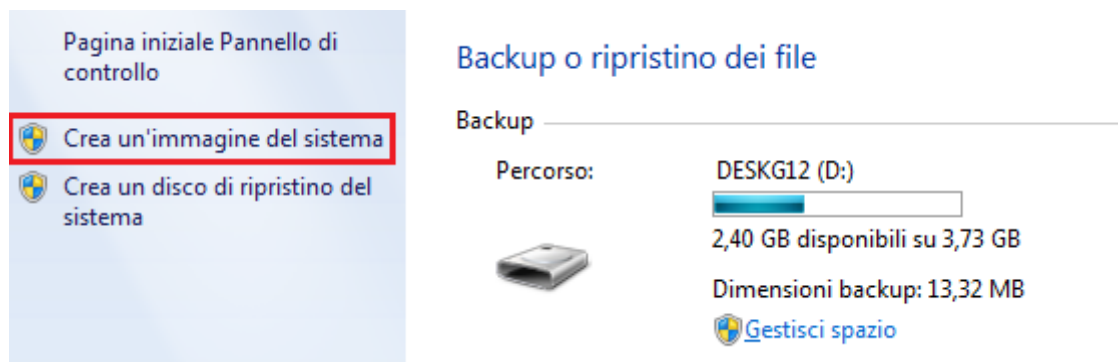 Pagina iniziale Pannello di
controllo
Crea un'immagine del sistema
Crea un disco di ripristino del
sistema
Backup o ripristino dei file
Backup
Percorso:
DESKG12 (D:)
2,40 GB disponibili su 3,73 GB
Dimensioni backup: 13,32 MB
Gestisci spazio